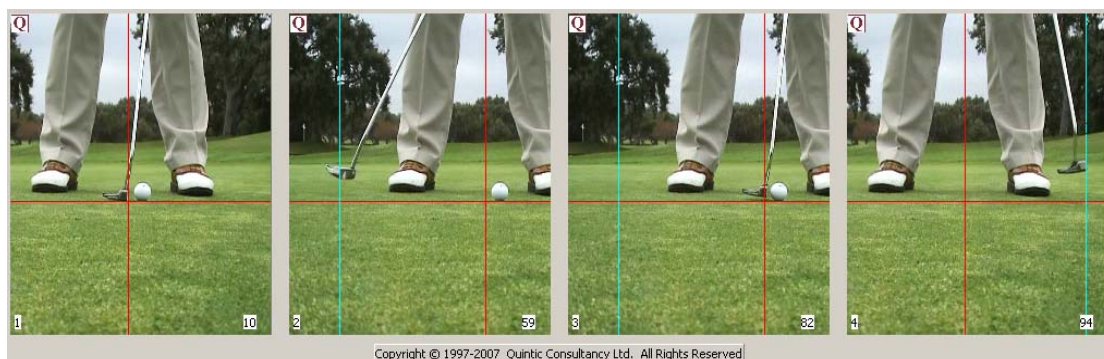 Q
Q
Q
Q
1 10
2 59
3 82
4 94
Copyright © 1997-2007 Quintic Consultancy Ltd. All Rights Reserved